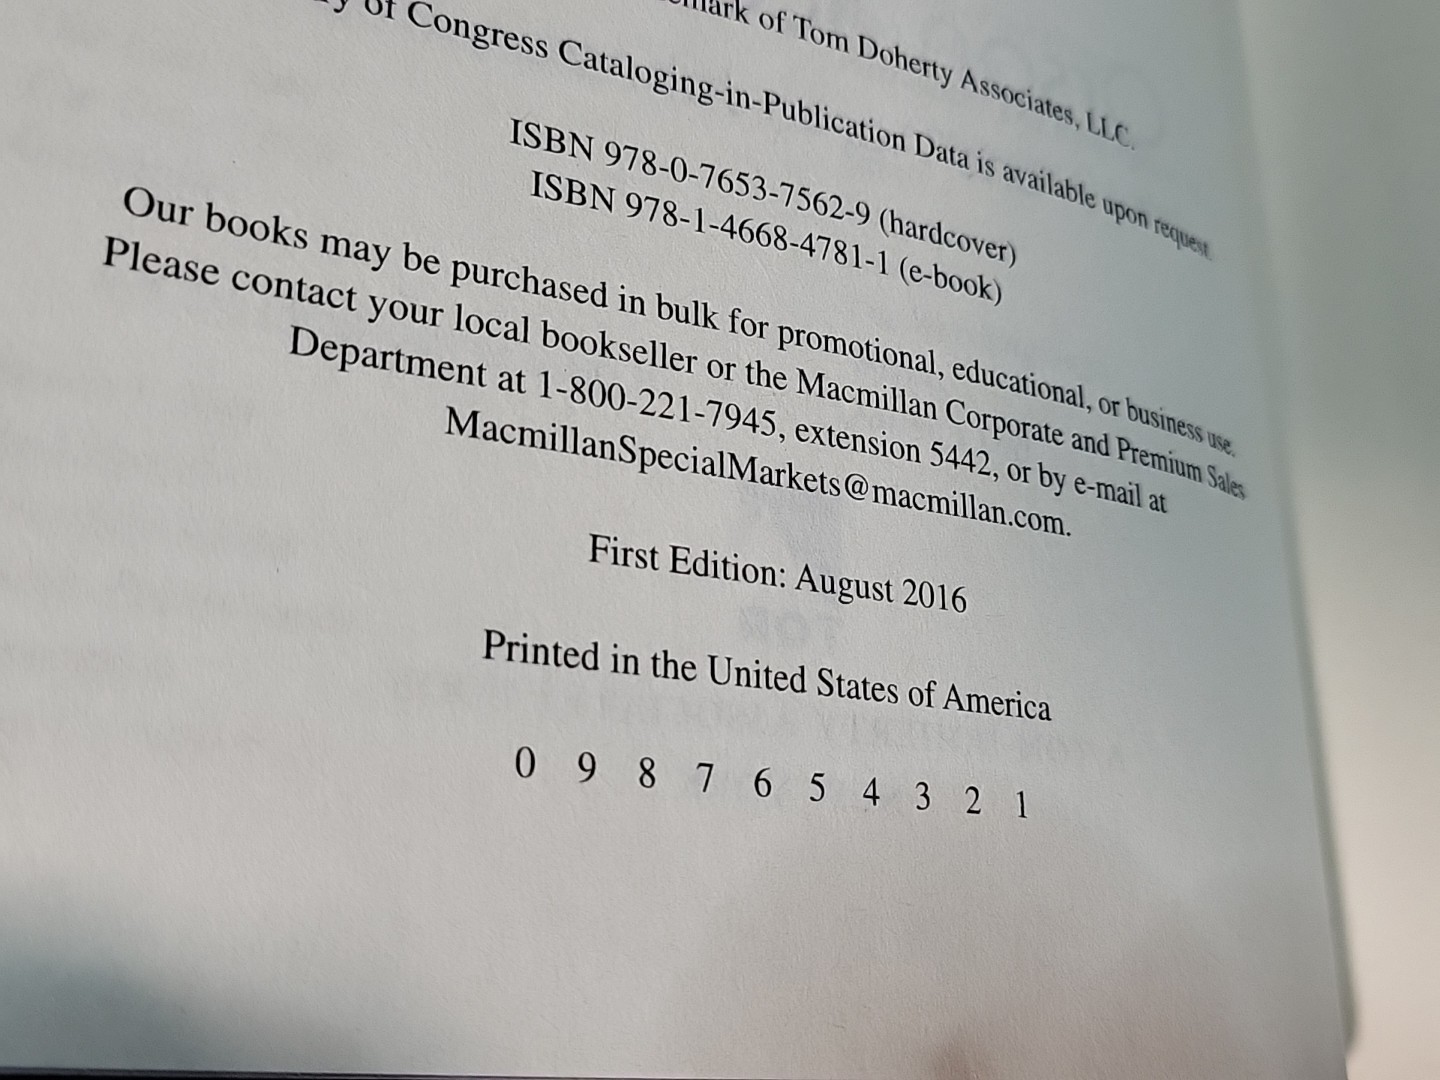 of Tom Doherty Associates, LLC.
of Congress Cataloging-in-Publication Data is available upon request.
ISBN 978-0-7653-7562-9 (hardcover)
ISBN 978-1-4668-4781-1 (e-book)
Our books may be purchased in bulk for promotional, educational, or business use.
Please contact your local bookseller or the Macmillan Corporate and Premium Sales
Department at 1-800-221-7945, extension 5442, or by e-mail at
MacmillanSpecialMarkets@macmillan.com.
First Edition: August 2016
Printed in the United States of America
0 9 8 7 6 5 4 3 2 1